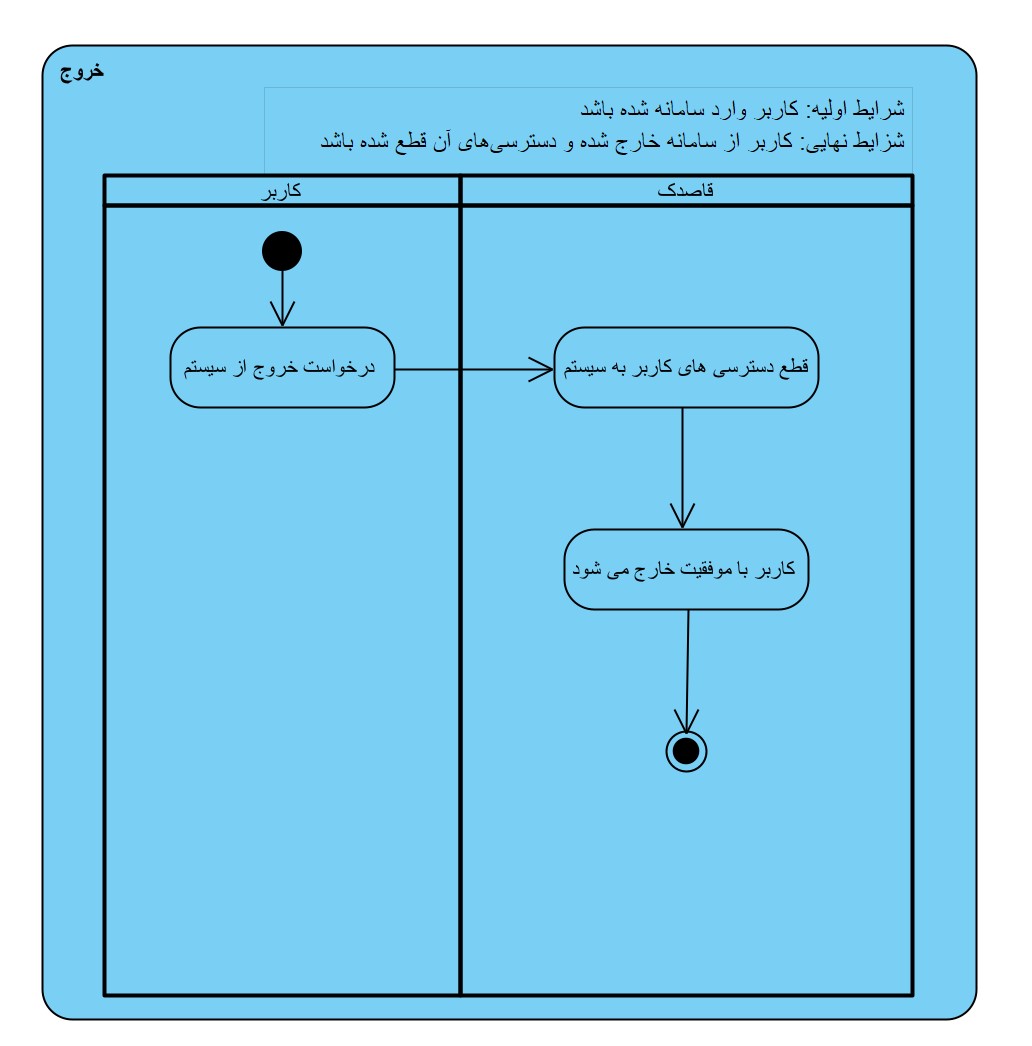 خروج
شرایط اولیه: کاربر وارد سامانه شده باشد
شزایط نهایی: کاربر از سامانه خارج شده و دسترسی‌های آن قطع شده باشد
کاربر
قاصدک
درخواست خروج از سیستم
قطع دسترسی های کاربر به سیستم
کاربر با موفقیت خارج می شود